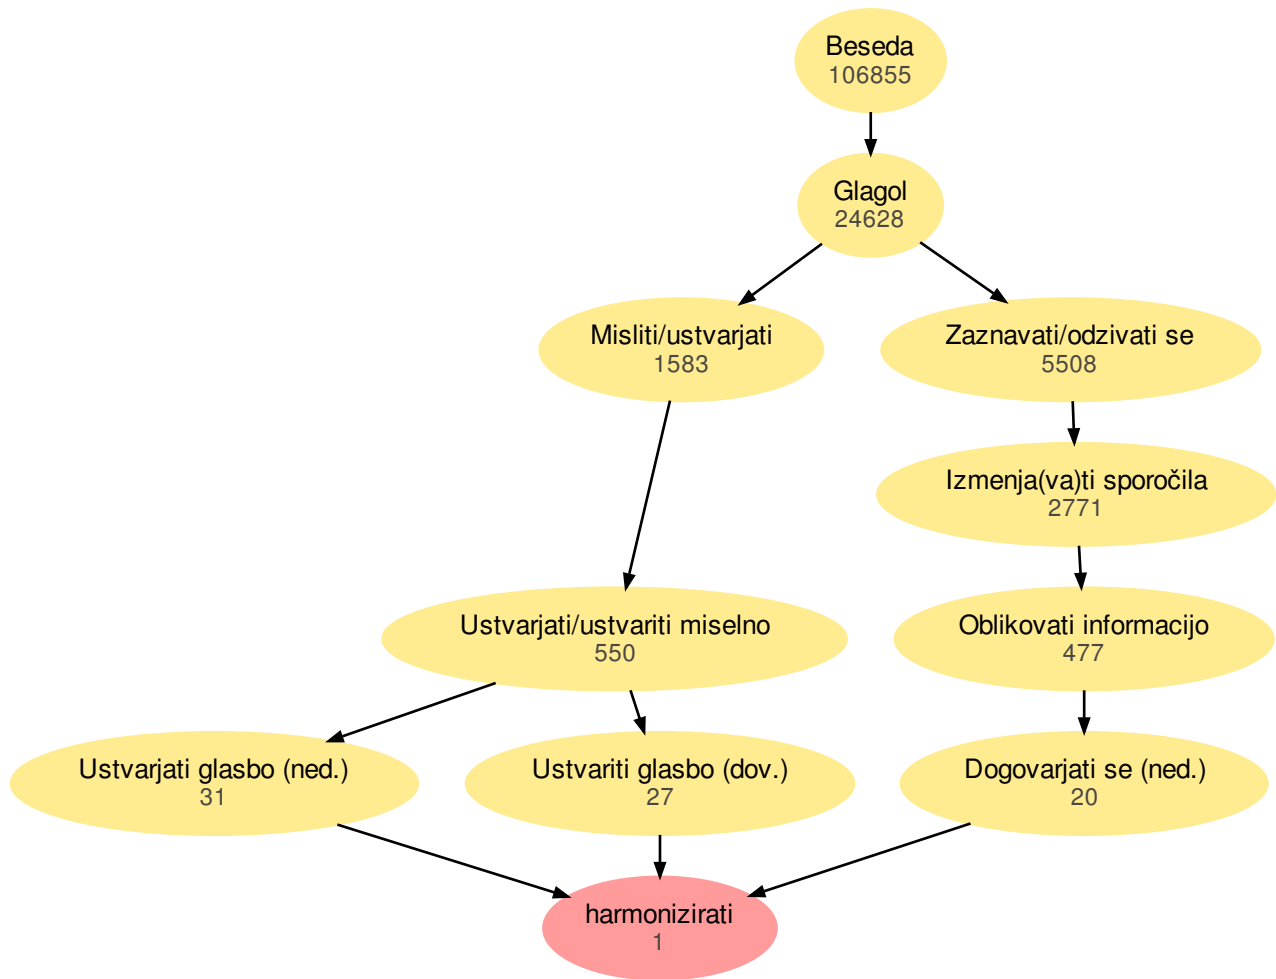 Beseda
106855
Glagol
24628
Misliti/ustvarjati
1583
Zaznavati/odzivati se
5508
Izmenja(va)ti sporočila
2771
Ustvarjati/ustvariti miselno
550
Oblikovati informacijo
477
Ustvarjati glasbo (ned.)
31
Ustvariti glasbo (dov.)
27
Dogovarjati se (ned.)
20
harmonizirati
1